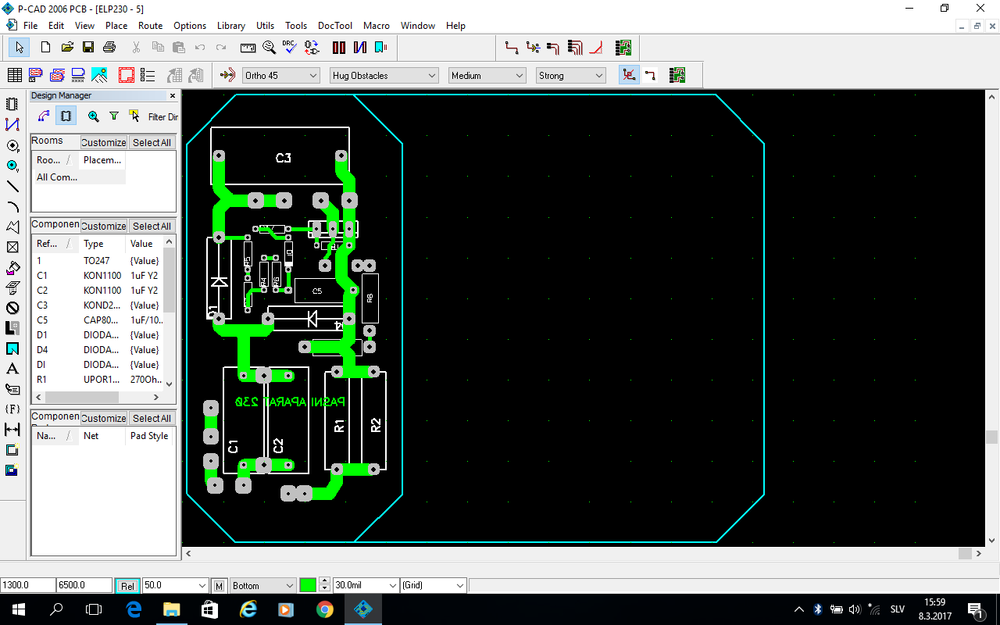 P-CAD 2006 PCB - [ELP230 - 5]
File Edit View Place Route Options Library Utils Tools DocTool Macro Window Help
DRC
Ortho 45 Hug Obstacles Medium Strong
Design Manager
Filter Dir
Rooms Customize Select All
Roo... / Placem...
All Com...
Componen Customize Select All
Ref... / Type Value
1 TO247 {Value}
C1 KON1100 1uF Y2
C2 KON1100 1uF Y2
C3 KOND2... {Value}
C5 CAP80... 1uF/10..
D1 DIODA... {Value}
D4 DIODA... {Value}
DI DIODA... {Value}
R1 UPOR1... 270Oh..
Componen Customize Select All
Na... / Net Pad Style
C3
R4
R6
C5
R8
PASNI APARAT 230
C1
C2
R1
R2
1300.0 6500.0 Rel 50.0 M Bottom 30.0mil (Grid)
SLV
15:59
8.3.2017
1